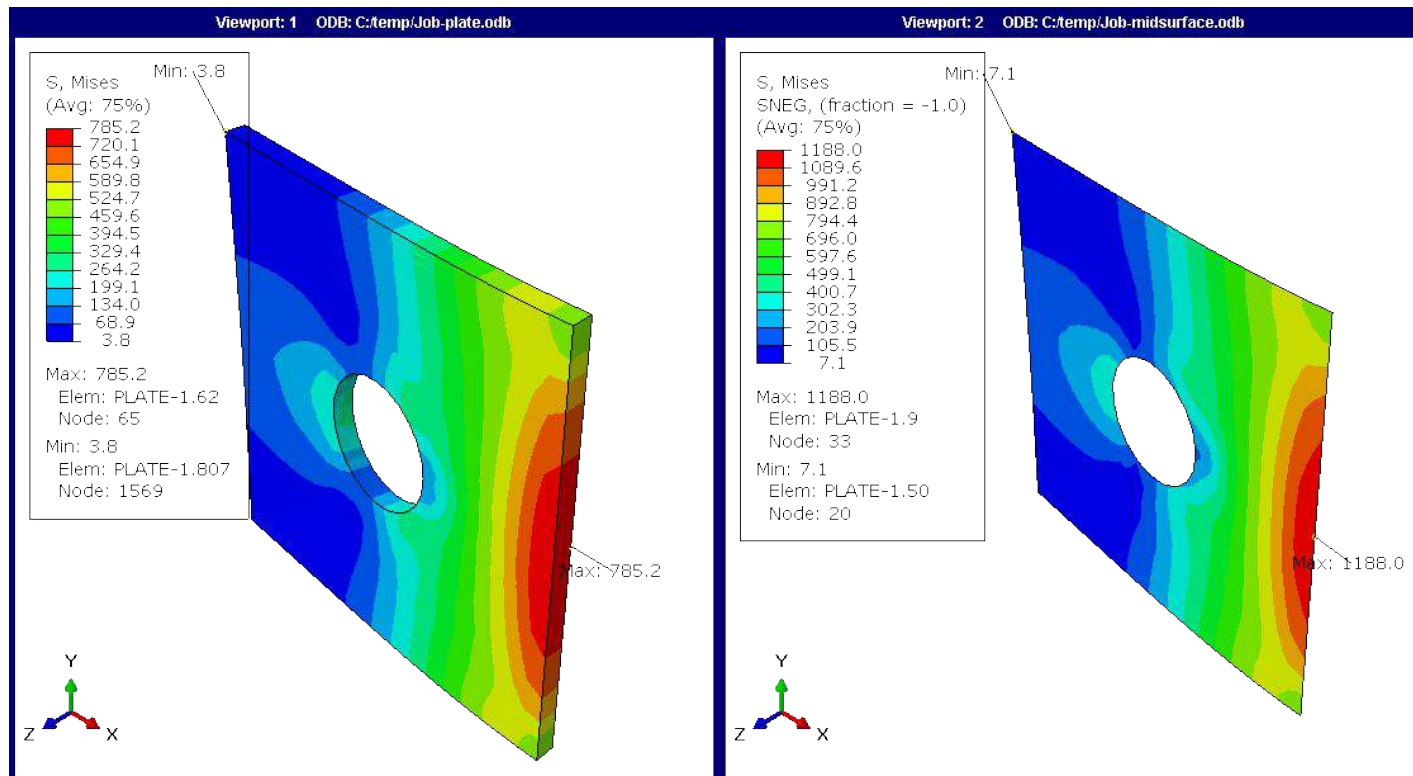 Viewport: 1 ODB: C:/temp/Job-plate.odb
Min: 3.8
S, Mises
(Avg: 75%)
785.2
720.1
654.9
589.8
524.7
459.6
394.5
329.4
264.2
199.1
134.0
68.9
3.8
Max: 785.2
Elem: PLATE-1.62
Node: 65
Min: 3.8
Elem: PLATE-1.807
Node: 1569
Max: 785.2
Y
Z
X
Viewport: 2 ODB: C:/temp/Job-midsurface.odb
Min: 7.1
S, Mises
SNEG, (fraction = -1.0)
(Avg: 75%)
1188.0
1089.6
991.2
892.8
794.4
696.0
597.6
499.1
400.7
302.3
203.9
105.5
7.1
Max: 1188.0
Elem: PLATE-1.9
Node: 33
Min: 7.1
Elem: PLATE-1.50
Node: 20
Max: 1188.0
Y
Z
X